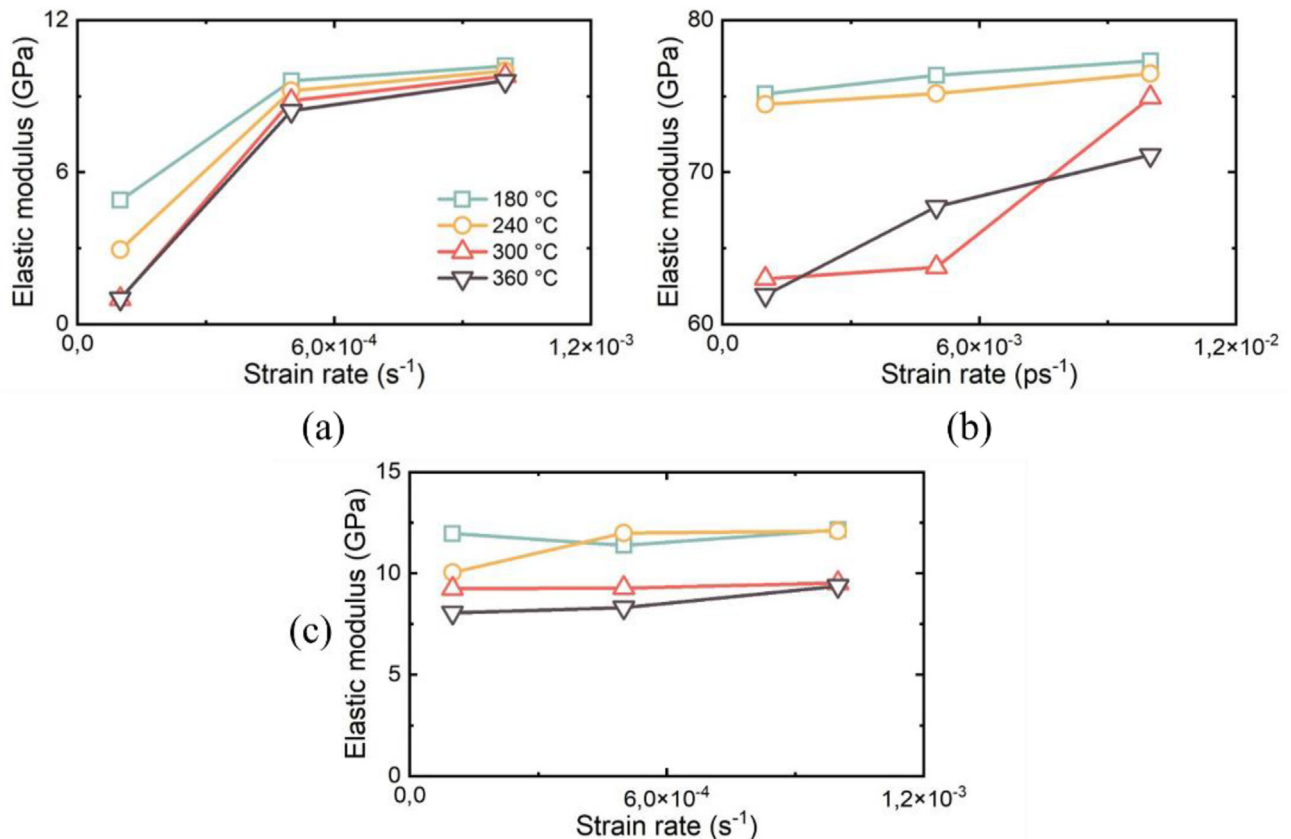 12
6
0
Elastic modulus (GPa)
180 °C
240 °C
300 °C
360 °C
0,0
6,0×10⁻⁴
1,2×10⁻³
Strain rate (s⁻¹)
(a)
80
70
60
Elastic modulus (GPa)
0,0
6,0×10⁻³
1,2×10⁻²
Strain rate (ps⁻¹)
(b)
15
10
5
0
Elastic modulus (GPa)
(c)
0,0
6,0×10⁻⁴
1,2×10⁻³
Strain rate (s⁻¹)